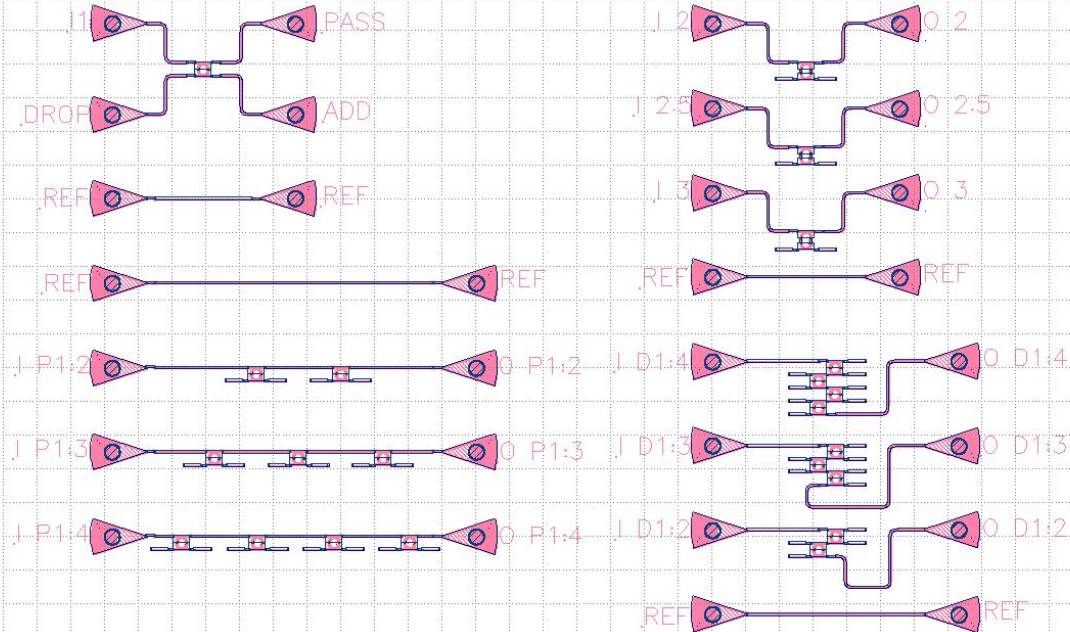 I1 PASS
DROP ADD
REF REF
REF REF
I P1:2 O P1:2
I P1:3 O P1:3
I P1:4 O P1:4
I 2 O 2
I 2.5 O 2.5
I 3 O 3
REF REF
I D1:4 O D1:4
I D1:3 O D1:3
I D1:2 O D1:2
REF REF